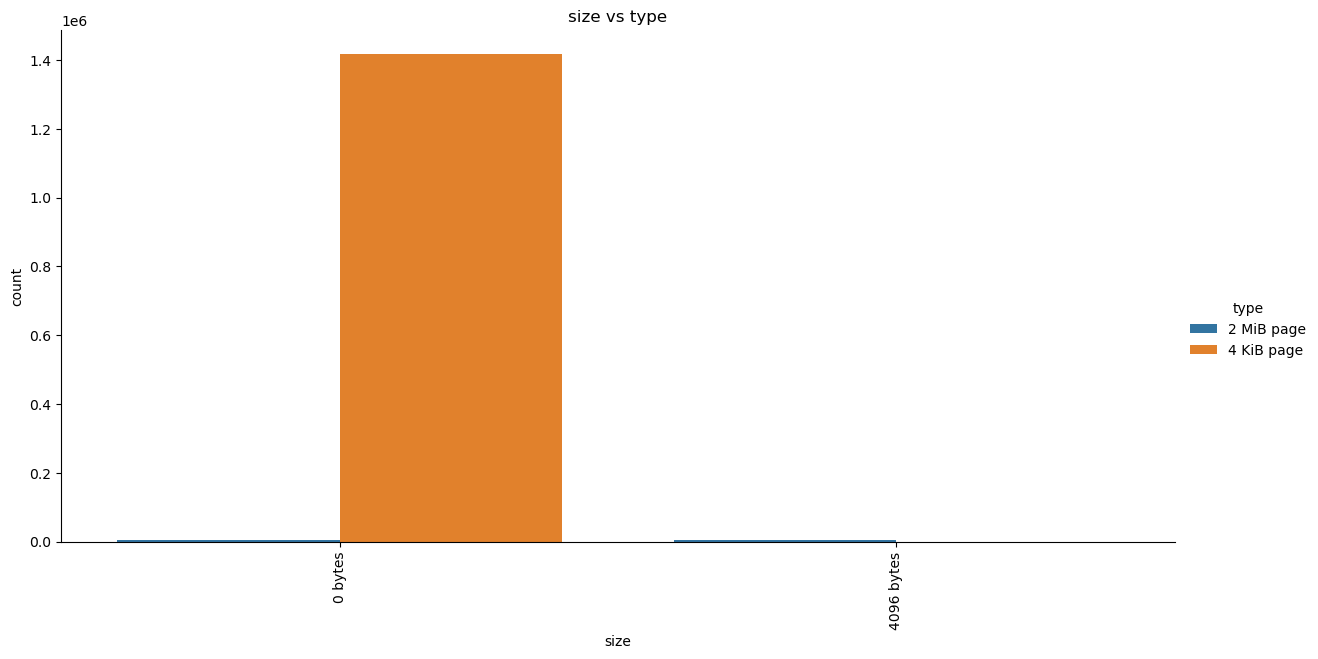 size vs type
1e6
1.4
1.2
1.0
0.8
0.6
0.4
0.2
0.0
count
0 bytes
4096 bytes
size
type
2 MiB page
4 KiB page